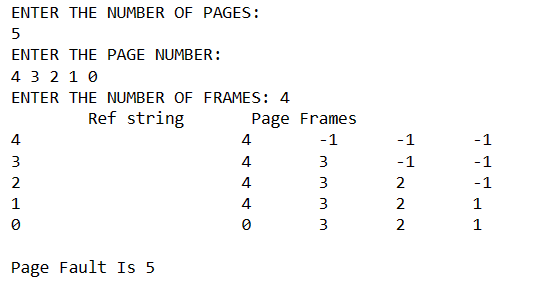 ENTER THE NUMBER OF PAGES:
5
ENTER THE PAGE NUMBER:
4 3 2 1 0
ENTER THE NUMBER OF FRAMES: 4
Ref string Page Frames
4 4 -1 -1 -1
3 4 3 -1 -1
2 4 3 2 -1
1 4 3 2 1
0 0 3 2 1
Page Fault Is 5